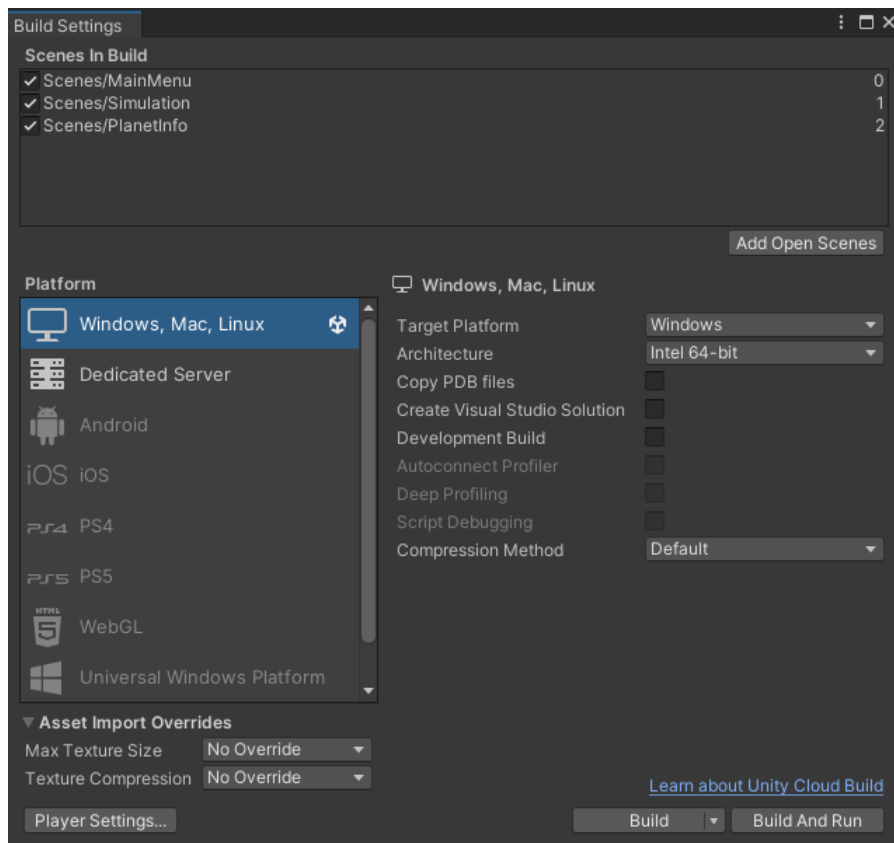 Build Settings
Scenes In Build
Scenes/MainMenu 0
Scenes/Simulation 1
Scenes/PlanetInfo 2
Add Open Scenes
Platform
Windows, Mac, Linux
Dedicated Server
Android
iOS iOS
PS4 PS4
PS5 PS5
HTML 5 WebGL
Universal Windows Platform
Windows, Mac, Linux
Target Platform Windows
Architecture Intel 64-bit
Copy PDB files
Create Visual Studio Solution
Development Build
Autoconnect Profiler
Deep Profiling
Script Debugging
Compression Method Default
Asset Import Overrides
Max Texture Size No Override
Texture Compression No Override
Learn about Unity Cloud Build
Player Settings... Build Build And Run